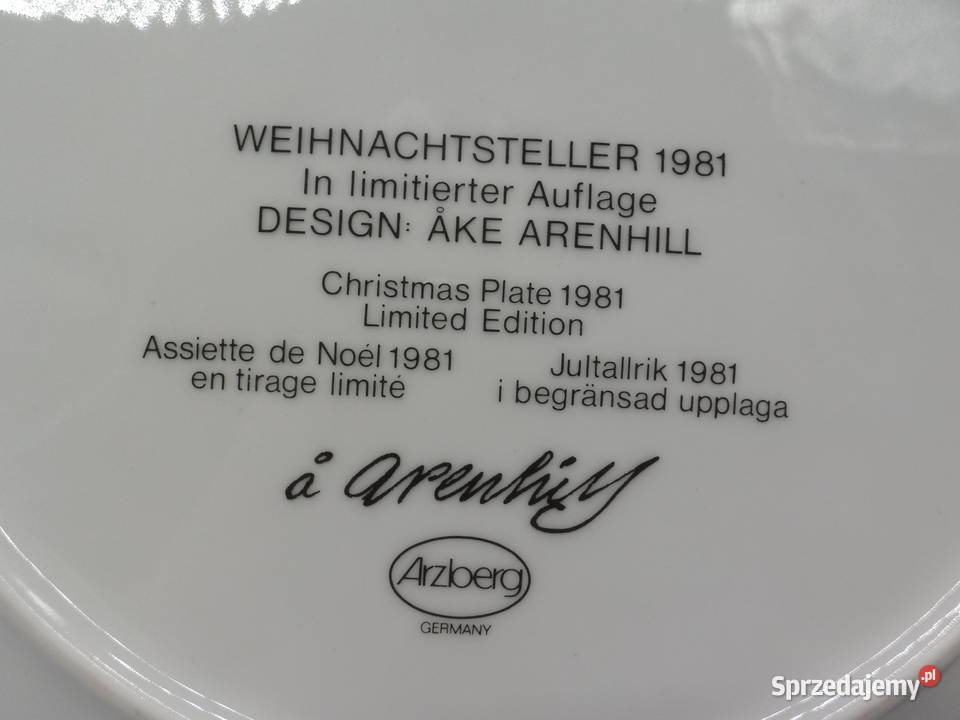 WEIHNACHTSTELLER 1981
In limitierter Auflage
DESIGN: ÅKE ARENHILL
Christmas Plate 1981
Limited Edition
Assiette de Noél 1981
en tirage limité
Jultallrik 1981
i begränsad upplaga
å Arenhill
Arzberg
GERMANY
Sprzedajemy.pl